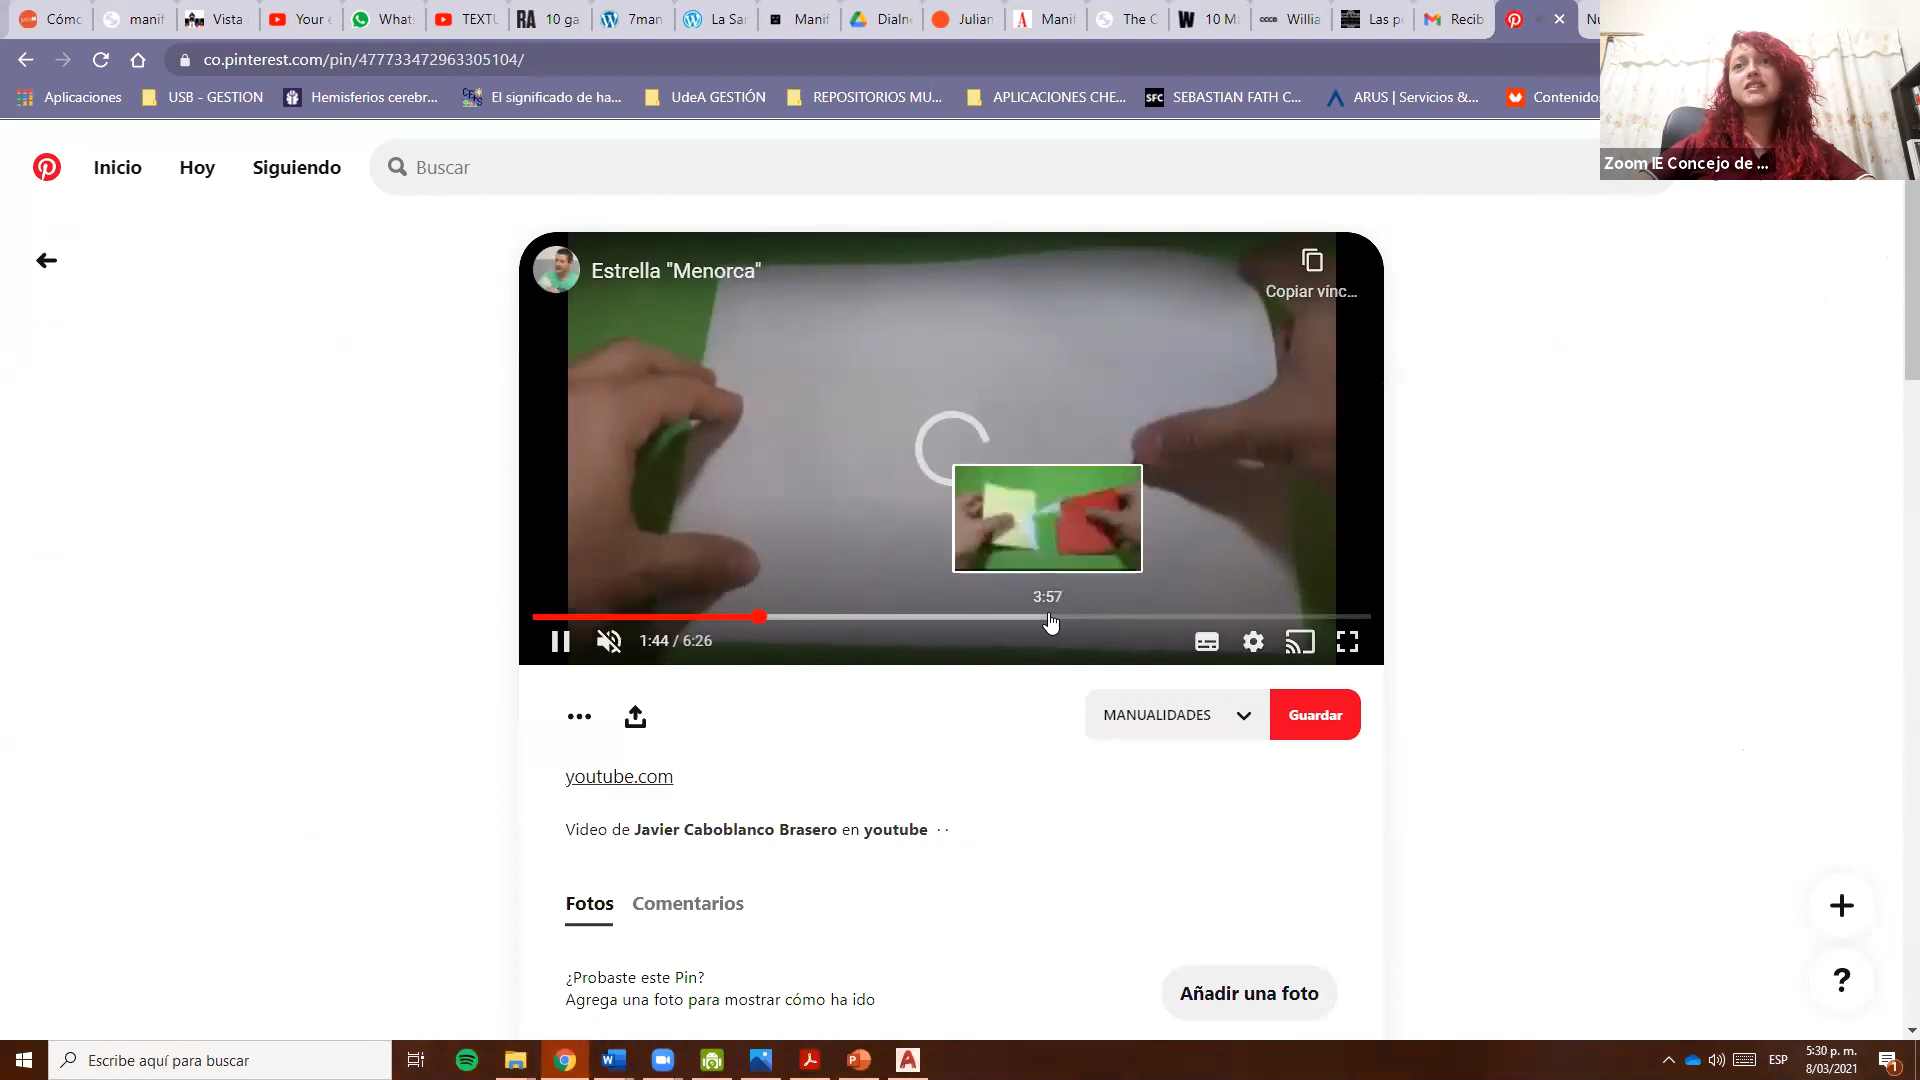 Cómo
manif
Vista
Your
What
TEXTU
RA 10 ga
7man
La Sa
Manif
Dialne
Julian
Manif
The C
10 M
Willia
Las p
Recib
co.pinterest.com/pin/477733472963305104/
Aplicaciones
USB - GESTION
Hemisferios cerebr...
El significado de ha...
UdeA GESTIÓN
REPOSITORIOS MU...
APLICACIONES CHE...
SFC SEBASTIAN FATH C...
ARUS | Servicios &...
Contenido
Zoom IE Concejo de ...
Inicio
Hoy
Siguiendo
Buscar
Estrella "Menorca"
Copiar vínc...
3:57
1:44 / 6:26
MANUALIDADES
Guardar
youtube.com
Video de Javier Caboblanco Brasero en youtube ··
Fotos
Comentarios
¿Probaste este Pin?
Agrega una foto para mostrar cómo ha ido
Añadir una foto
?
Escribe aquí para buscar
ESP
5:30 p. m.
8/03/2021
1